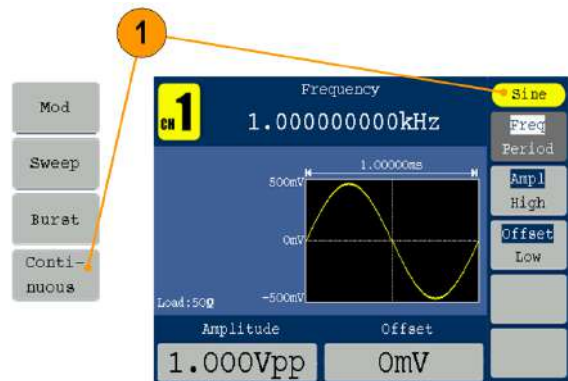 1
Mod
Sweep
Burst
Conti-
nuous
CH 1
Frequency
1.000000000kHz
Sine
Freq
Period
Ampl
High
Offset
Low
1.00000ms
500mV
0mV
-500mV
Load:50Ω
Amplitude
Offset
1.000Vpp
0mV